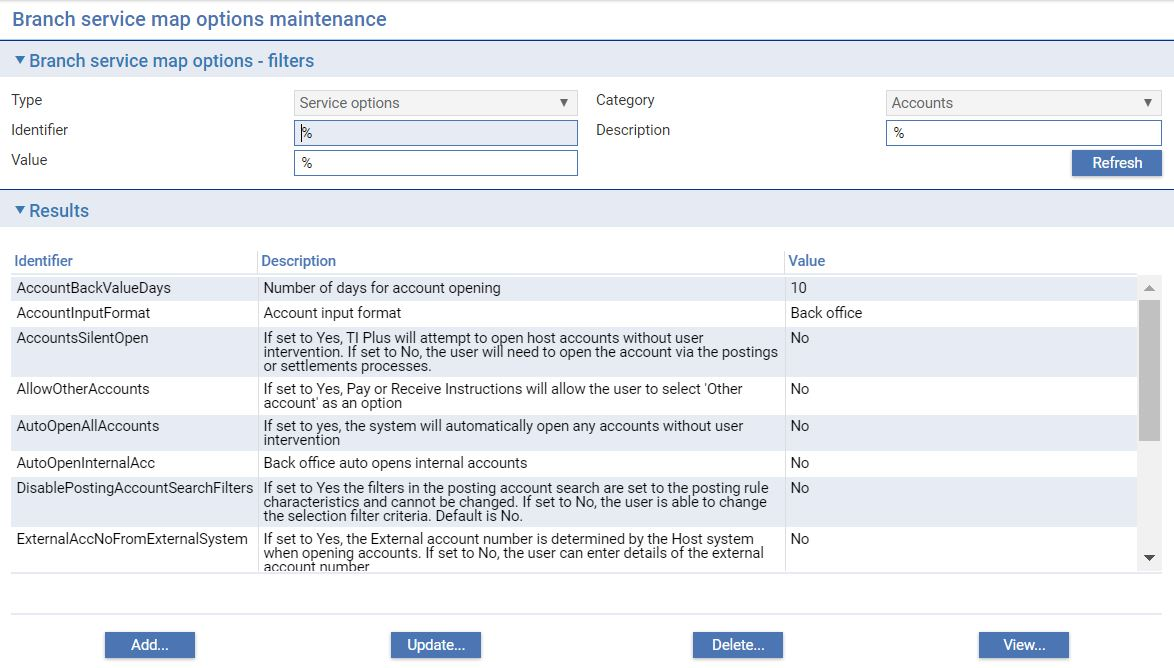 Branch service map options maintenance
Branch service map options - filters
Type
Service options
Category
Accounts
Identifier
%
Description
%
Value
%
Refresh
Results
Identifier
Description
Value
AccountBackValueDays
Number of days for account opening
10
AccountInputFormat
Account input format
Back office
AccountsSilentOpen
If set to Yes, TI Plus will attempt to open host accounts without user
intervention. If set to No, the user will need to open the account via the postings
or settlements processes.
No
AllowOtherAccounts
If set to Yes, Pay or Receive Instructions will allow the user to select 'Other
account' as an option
No
AutoOpenAllAccounts
If set to yes, the system will automatically open any accounts without user
intervention
No
AutoOpenInternalAcc
Back office auto opens internal accounts
No
DisablePostingAccountSearchFilters
If set to Yes the filters in the posting account search are set to the posting rule
characteristics and cannot be changed. If set to No, the user is able to change
the selection filter criteria. Default is No.
No
ExternalAccNoFromExternalSystem
If set to Yes, the External account number is determined by the Host system
when opening accounts. If set to No, the user can enter details of the external
account number
No
Add...
Update...
Delete...
View...